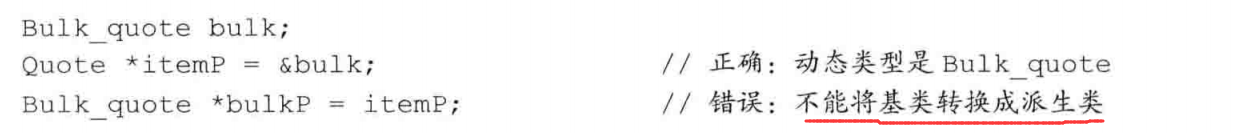 Bulk_quote bulk;
Quote *itemP = &bulk; // 正确：动态类型是 Bulk_quote
Bulk_quote *bulkP = itemP; // 错误：不能将基类转换成派生类